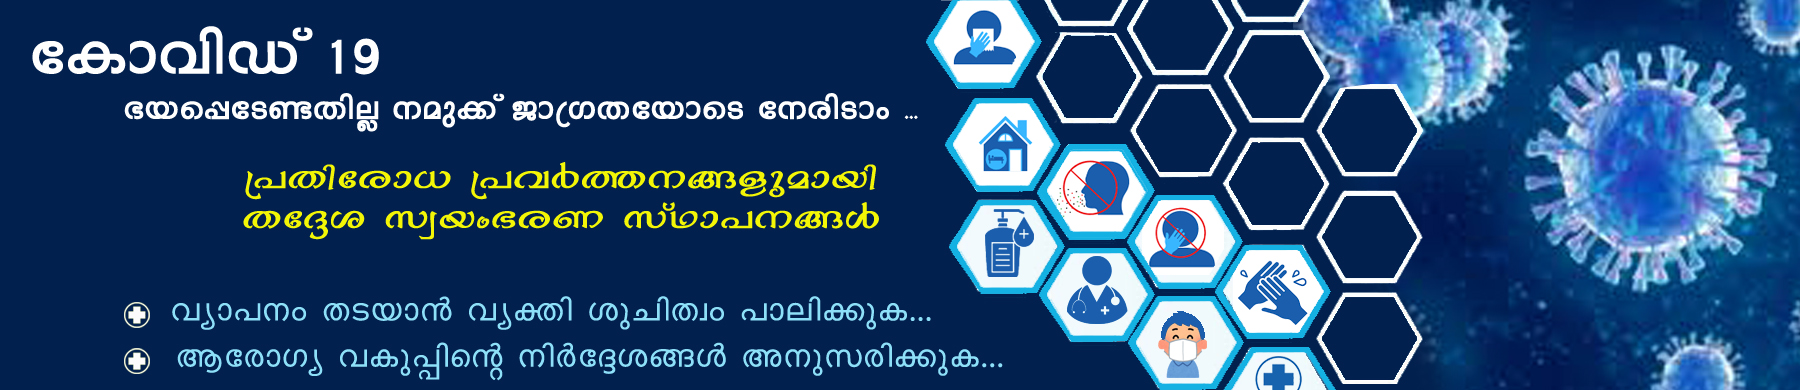 കോവിഡ് 19
ഭയപ്പെടേണ്ടതില്ല നമുക്ക് ജാഗ്രതയോടെ നേരിടാം ...
പ്രതിരോധ പ്രവർത്തനങ്ങളുമായി
തദ്ദേശ സ്വയംഭരണ സ്ഥാപനങ്ങൾ
വ്യാപനം തടയാൻ വ്യക്തി ശുചിത്വം പാലിക്കുക...
ആരോഗ്യ വകുപ്പിന്റെ നിർദ്ദേശങ്ങൾ അനുസരിക്കുക...